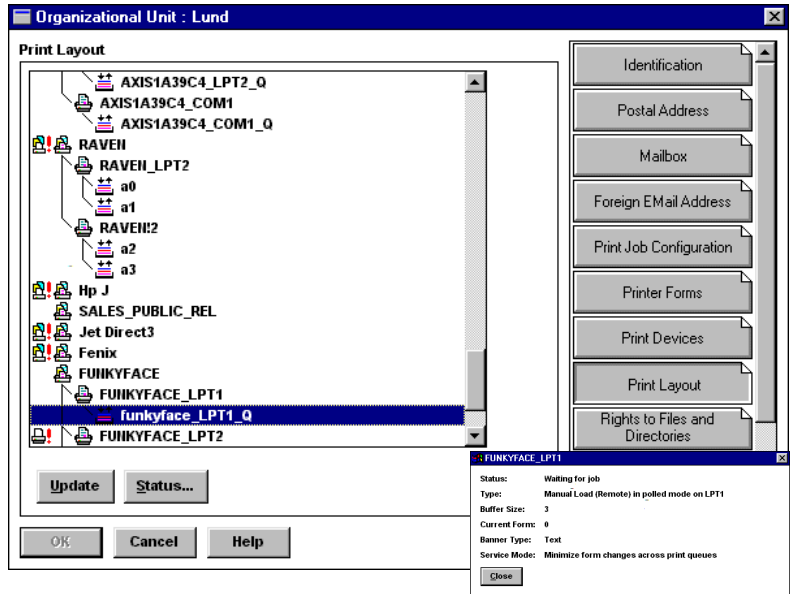 Organizational Unit : Lund
Print Layout
AXIS1A39C4_LPT2_Q
AXIS1A39C4_COM1
AXIS1A39C4_COM1_Q
RAVEN
RAVEN_LPT2
a0
a1
RAVEN!2
a2
a3
Hp J
SALES_PUBLIC_REL
Jet Direct3
Fenix
FUNKYFACE
FUNKYFACE_LPT1
funkyface_LPT1_Q
FUNKYFACE_LPT2
Update
Status...
OK
Cancel
Help
Identification
Postal Address
Mailbox
Foreign EMail Address
Print Job Configuration
Printer Forms
Print Devices
Print Layout
Rights to Files and
Directories
FUNKYFACE_LPT1
Status: Waiting for job
Type: Manual Load (Remote) in polled mode on LPT1
Buffer Size: 3
Current Form: 0
Banner Type: Text
Service Mode: Minimize form changes across print queues
Close